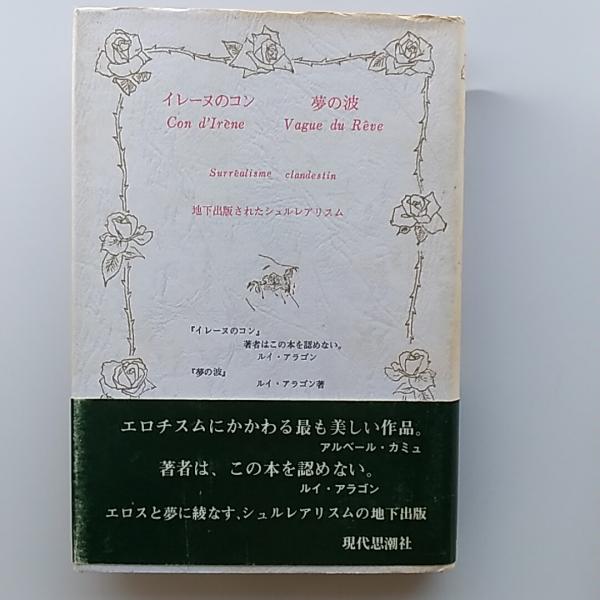 イレーヌのコン 夢の波
Con d'Irène Vague du Rêve
Surréalisme clandestin
地下出版されたシュルレアリスム
『イレーヌのコン』
著者はこの本を認めない。
ルイ・アラゴン
『夢の波』 ルイ・アラゴン著
エロチスムにかかわる最も美しい作品。
アルベール・カミュ
著者は、この本を認めない。
ルイ・アラゴン
エロスと夢に綾なす、シュルレアリスムの地下出版
現代思潮社